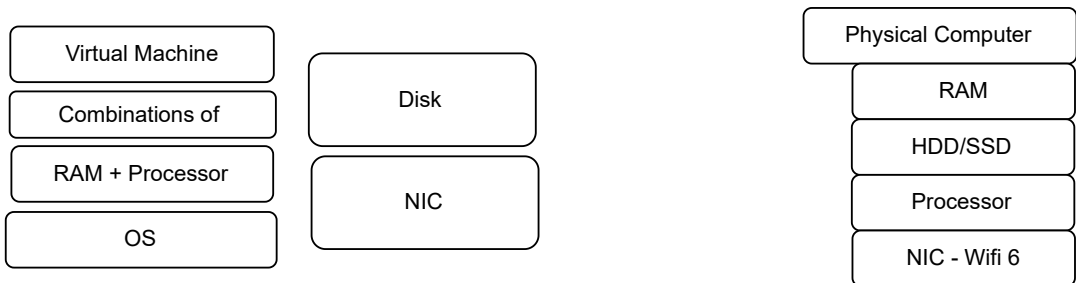 Virtual Machine
Combinations of
RAM + Processor
OS
Disk
NIC
Physical Computer
RAM
HDD/SSD
Processor
NIC - Wifi 6